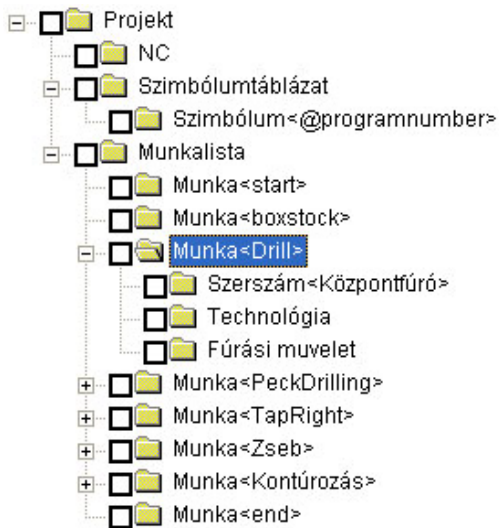 Projekt
NC
Szimbólumtáblázat
Szimbólum<@programnumber>
Munkalista
Munka<start>
Munka<boxstock>
Munka<Drill>
Szerszám<Központfúró>
Technológia
Fúrási muvelet
Munka<PeckDrilling>
Munka<TapRight>
Munka<Zseb>
Munka<Kontúrozás>
Munka<end>